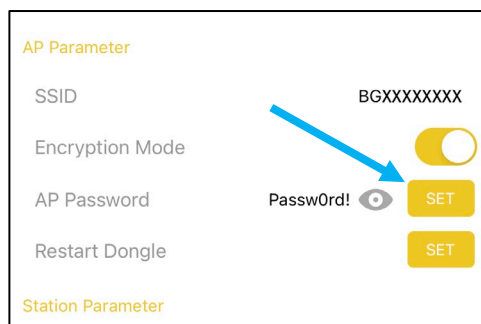 AP Parameter
SSID BGXXXXXXXX
Encryption Mode
AP Password Passw0rd! SET
Restart Dongle SET
Station Parameter